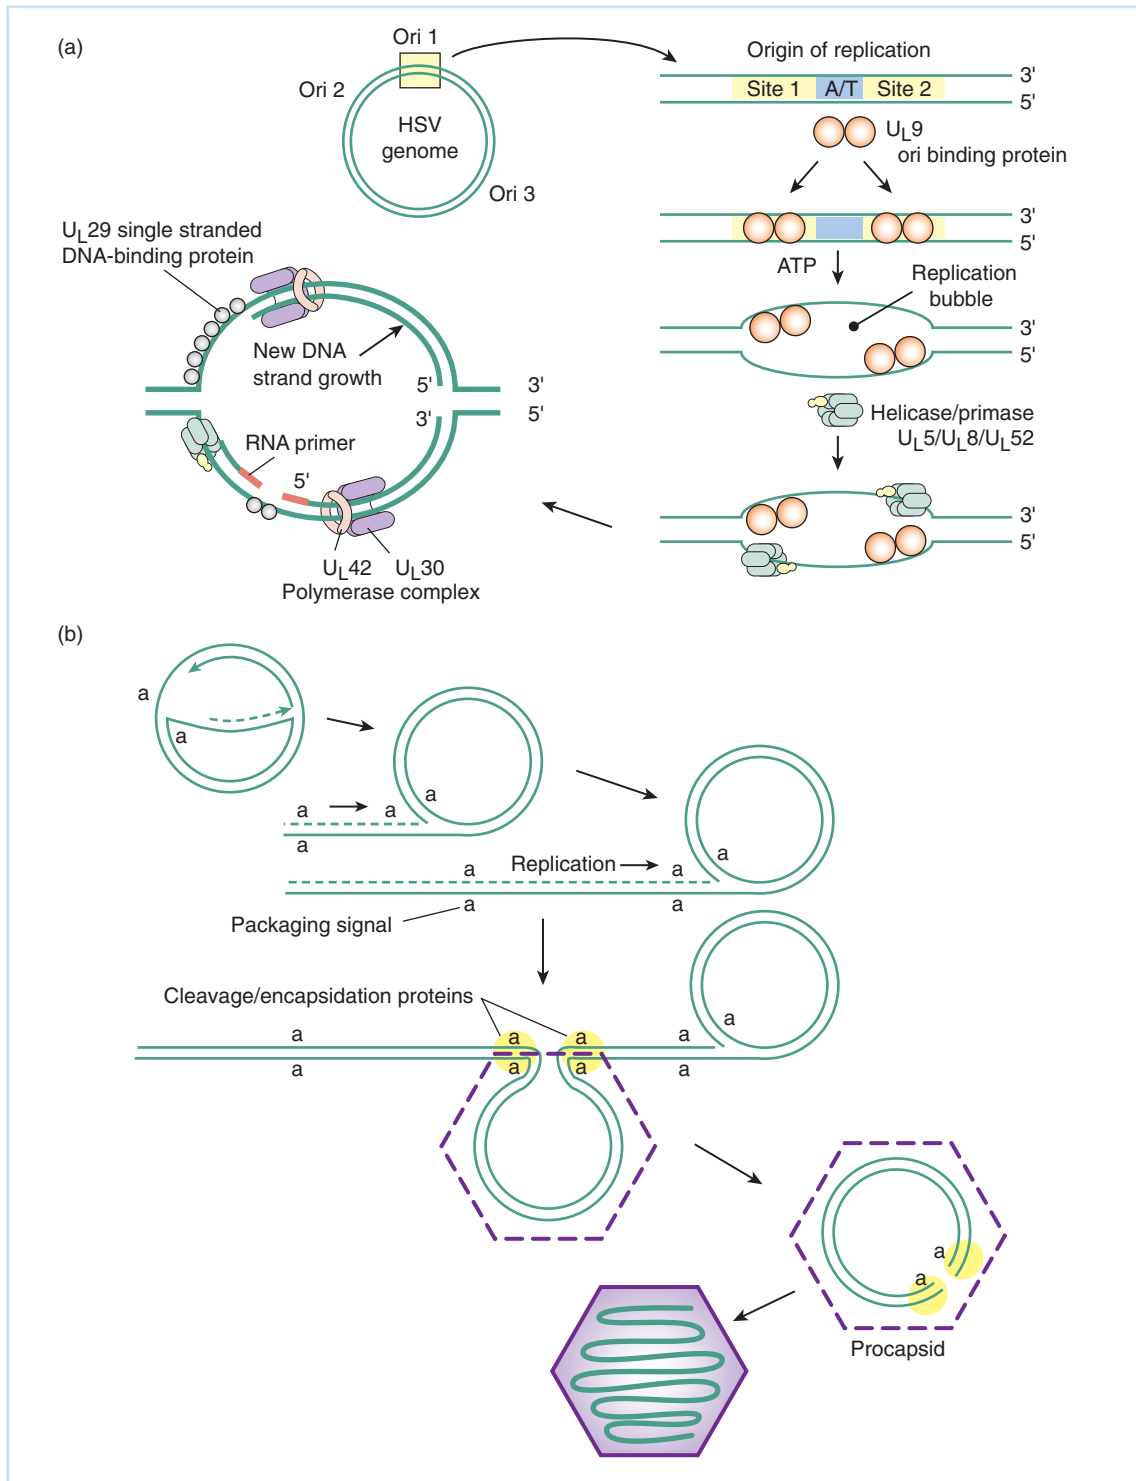 (a)
Ori 1
Ori 2
HSV
genome
Ori 3
Origin of replication
3'
Site 1 A/T Site 2
5'
UL9
ori binding protein
3'
5'
ATP
Replication
bubble
3'
5'
Helicase/primase
UL5/UL8/UL52
3'
5'
UL29 single stranded
DNA-binding protein
New DNA
strand growth
5' 3'
3' 5'
RNA primer
5'
UL42 UL30
Polymerase complex
(b)
a
a
a
a a
a
a
Replication
a a
a a
Packaging signal
Cleavage/encapsidation proteins
a
a a a a
a a a a
a
a
Procapsid